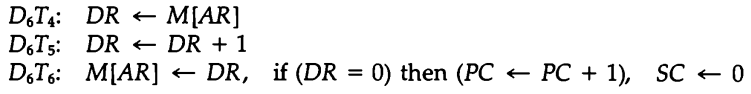 D₆T₄: DR ← M[AR]
D₆T₅: DR ← DR + 1
D₆T₆: M[AR] ← DR, if (DR = 0) then (PC ← PC + 1), SC ← 0